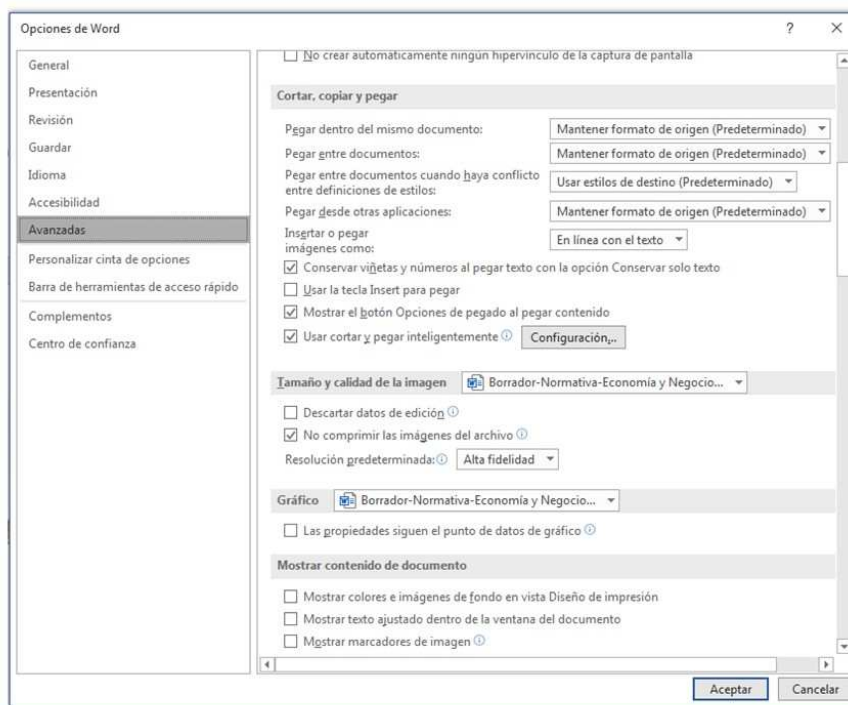 Opciones de Word
?
General
Presentación
Revisión
Guardar
Idioma
Accesibilidad
Avanzadas
Personalizar cinta de opciones
Barra de herramientas de acceso rápido
Complementos
Centro de confianza
No crear automáticamente ningún hipervínculo de la captura de pantalla
Cortar, copiar y pegar
Pegar dentro del mismo documento: Mantener formato de origen (Predeterminado)
Pegar entre documentos: Mantener formato de origen (Predeterminado)
Pegar entre documentos cuando haya conflicto
entre definiciones de estilos: Usar estilos de destino (Predeterminado)
Pegar desde otras aplicaciones: Mantener formato de origen (Predeterminado)
Insertar o pegar
imágenes como: En línea con el texto
Conservar viñetas y números al pegar texto con la opción Conservar solo texto
Usar la tecla Insert para pegar
Mostrar el botón Opciones de pegado al pegar contenido
Usar cortar y pegar inteligentemente Configuración...
Tamaño y calidad de la imagen Borrador-Normativa-Economía y Negocio...
Descartar datos de edición
No comprimir las imágenes del archivo
Resolución predeterminada: Alta fidelidad
Gráfico Borrador-Normativa-Economía y Negocio...
Las propiedades siguen el punto de datos de gráfico
Mostrar contenido de documento
Mostrar colores e imágenes de fondo en vista Diseño de impresión
Mostrar texto ajustado dentro de la ventana del documento
Mostrar marcadores de imagen
Aceptar Cancelar